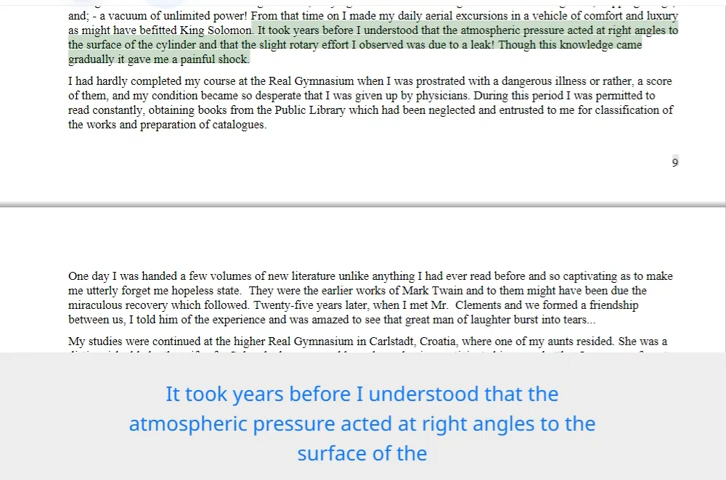 and; - a vacuum of unlimited power! From that time on I made my daily aerial excursions in a vehicle of comfort and luxury
as might have befitted King Solomon. It took years before I understood that the atmospheric pressure acted at right angles to
the surface of the cylinder and that the slight rotary effort I observed was due to a leak! Though this knowledge came
gradually it gave me a painful shock.
I had hardly completed my course at the Real Gymnasium when I was prostrated with a dangerous illness or rather, a score
of them, and my condition became so desperate that I was given up by physicians. During this period I was permitted to
read constantly, obtaining books from the Public Library which had been neglected and entrusted to me for classification of
the works and preparation of catalogues.
9
One day I was handed a few volumes of new literature unlike anything I had ever read before and so captivating as to make
me utterly forget me hopeless state. They were the earlier works of Mark Twain and to them might have been due the
miraculous recovery which followed. Twenty-five years later, when I met Mr. Clements and we formed a friendship
between us, I told him of the experience and was amazed to see that great man of laughter burst into tears...
My studies were continued at the higher Real Gymnasium in Carlstadt, Croatia, where one of my aunts resided. She was a
It took years before I understood that the
atmospheric pressure acted at right angles to the
surface of the